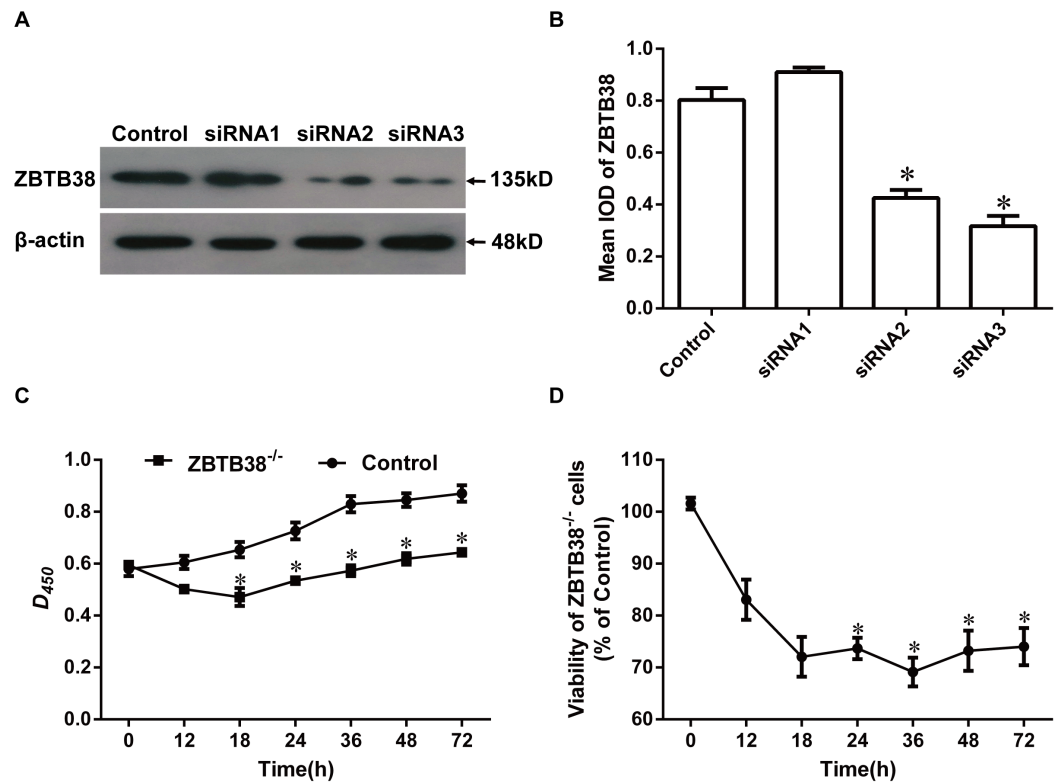 A
Control siRNA1 siRNA2 siRNA3
ZBTB38
135kD
β-actin
48kD
B
Mean IOD of ZBTB38
1.0
0.8
0.6
0.4
0.2
0.0
*
*
Control
siRNA1
siRNA2
siRNA3
C
ZBTB38-/- Control
D450
1.0
0.8
0.6
0.4
0.2
0.0
* * * * *
0 12 18 24 36 48 72
Time(h)
D
Viability of ZBTB38-/- cells
(% of Control)
110
100
90
80
70
60
* * * *
0 12 18 24 36 48 72
Time(h)